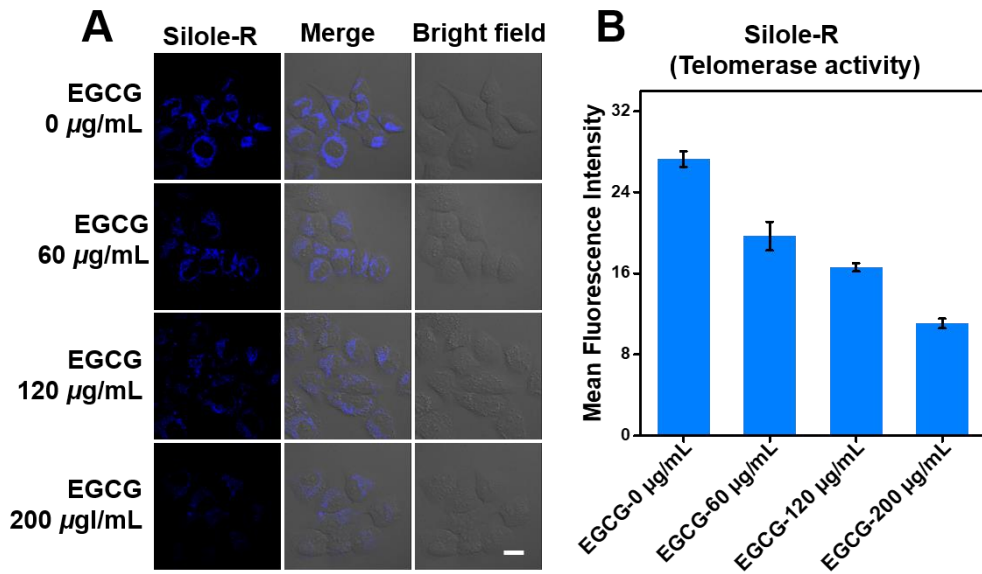 A
Silole-R Merge Bright field
EGCG
0 µg/mL
EGCG
60 µg/mL
EGCG
120 µg/mL
EGCG
200 µgl/mL
B
Silole-R
(Telomerase activity)
Mean Fluorescence Intensity
32
24
16
8
0
EGCG-0 µg/mL
EGCG-60 µg/mL
EGCG-120 µg/mL
EGCG-200 µg/mL